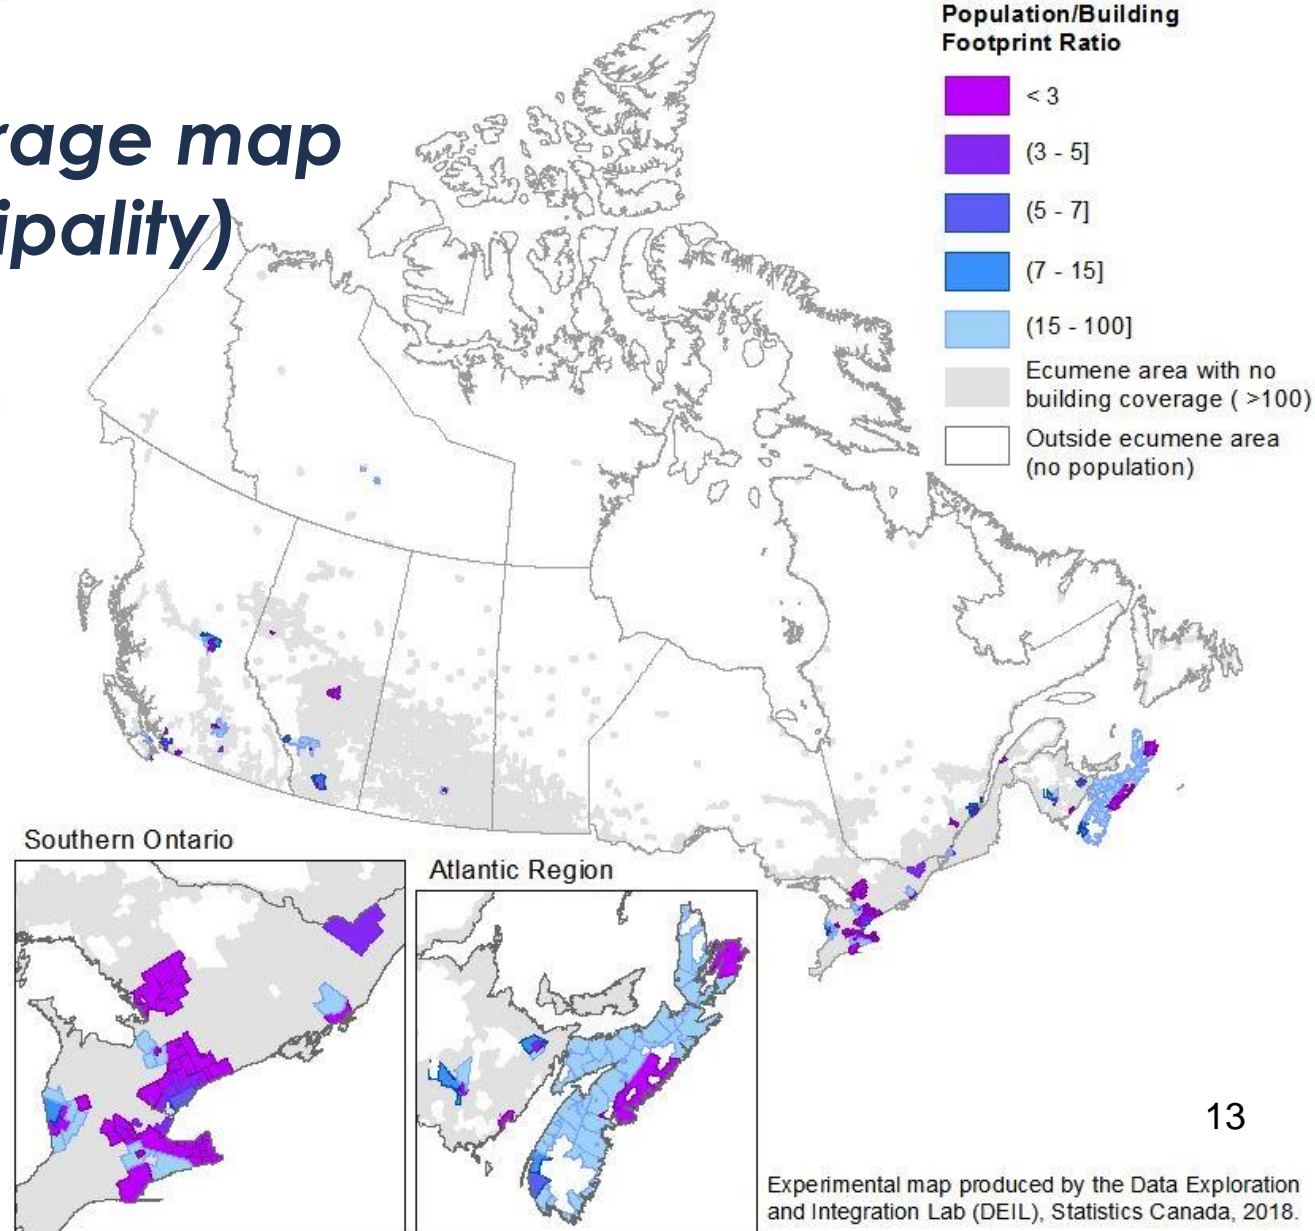 rage map
ipality)
Population/Building
Footprint Ratio
< 3
(3 - 5]
(5 - 7]
(7 - 15]
(15 - 100]
Ecumene area with no
building coverage ( >100)
Outside ecumene area
(no population)
Southern Ontario
Atlantic Region
13
Experimental map produced by the Data Exploration
and Integration Lab (DEIL), Statistics Canada, 2018.